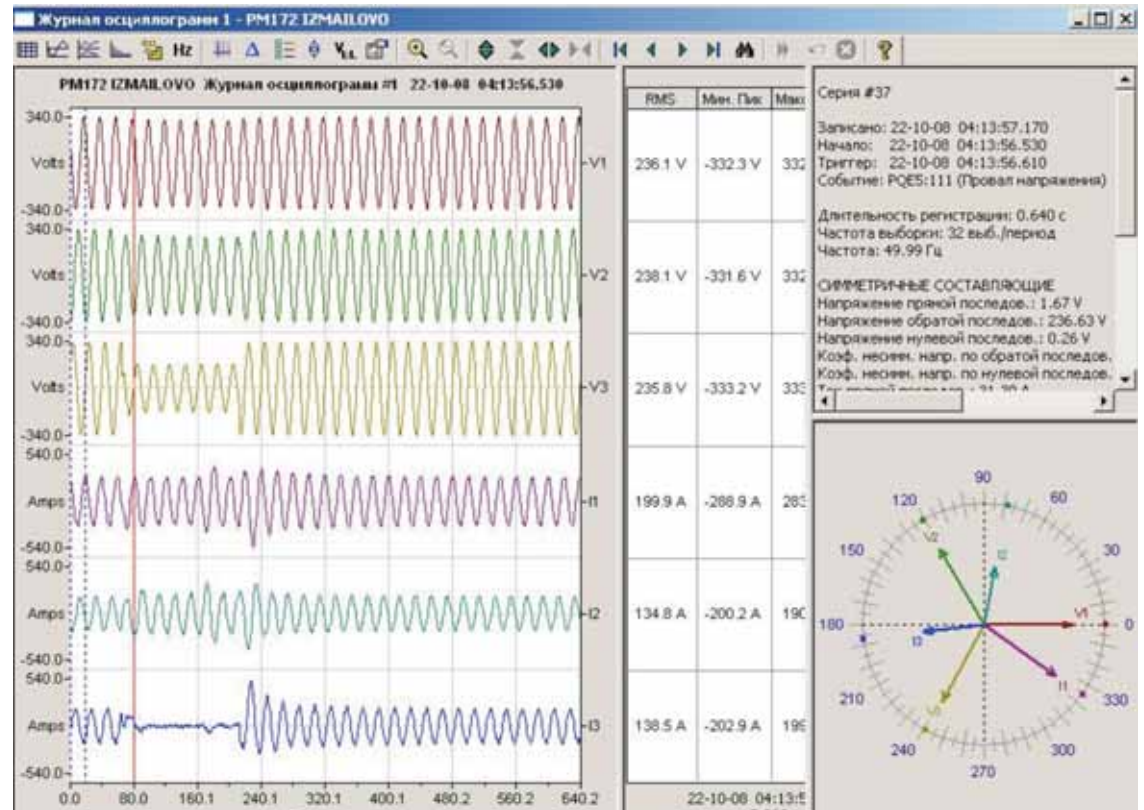 Журнал осциллограмм 1 - PM172 IZMAILOVO
Hz
PM172 IZMAILOVO Журнал осциллограмм #1 22-10-08 04:13:56.530
340.0
Volts
-340.0
V1
340.0
Volts
-340.0
V2
340.0
Volts
-340.0
V3
540.0
Amps
-540.0
I1
540.0
Amps
-540.0
I2
540.0
Amps
-540.0
I3
0.0 80.0 160.1 240.1 320.1 400.1 480.2 560.2 640.2
RMS Мин. Пик
236.1 V -332.3 V 332
238.1 V -331.6 V 332
235.8 V -333.2 V 333
199.9 A -288.9 A
134.8 A -200.2 A 190
138.5 A -202.9 A 199
22-10-08 04:13:5
Серия #37
Записано: 22-10-08 04:13:57.170
Начало: 22-10-08 04:13:56.530
Триггер: 22-10-08 04:13:56.610
Событие: PQE5:111 (Провал напряжения)
Длительность регистрации: 0.640 с
Частота выборки: 32 выб./период
Частота: 49.99 Гц
СИММЕТРИЧНЫЕ СОСТАВЛЯЮЩИЕ
Напряжение прямой последов.: 1.67 V
Напряжение обратой последов.: 236.63 V
Напряжение нулевой последов.: 0.26 V
Коэф. несимм. напр. по обратой последов.
Коэф. несимм. напр. по нулевой последов.
90
120 60
150 30
180 0
210 330
240 300
270
V1
V2
V3
I1
I2
I3